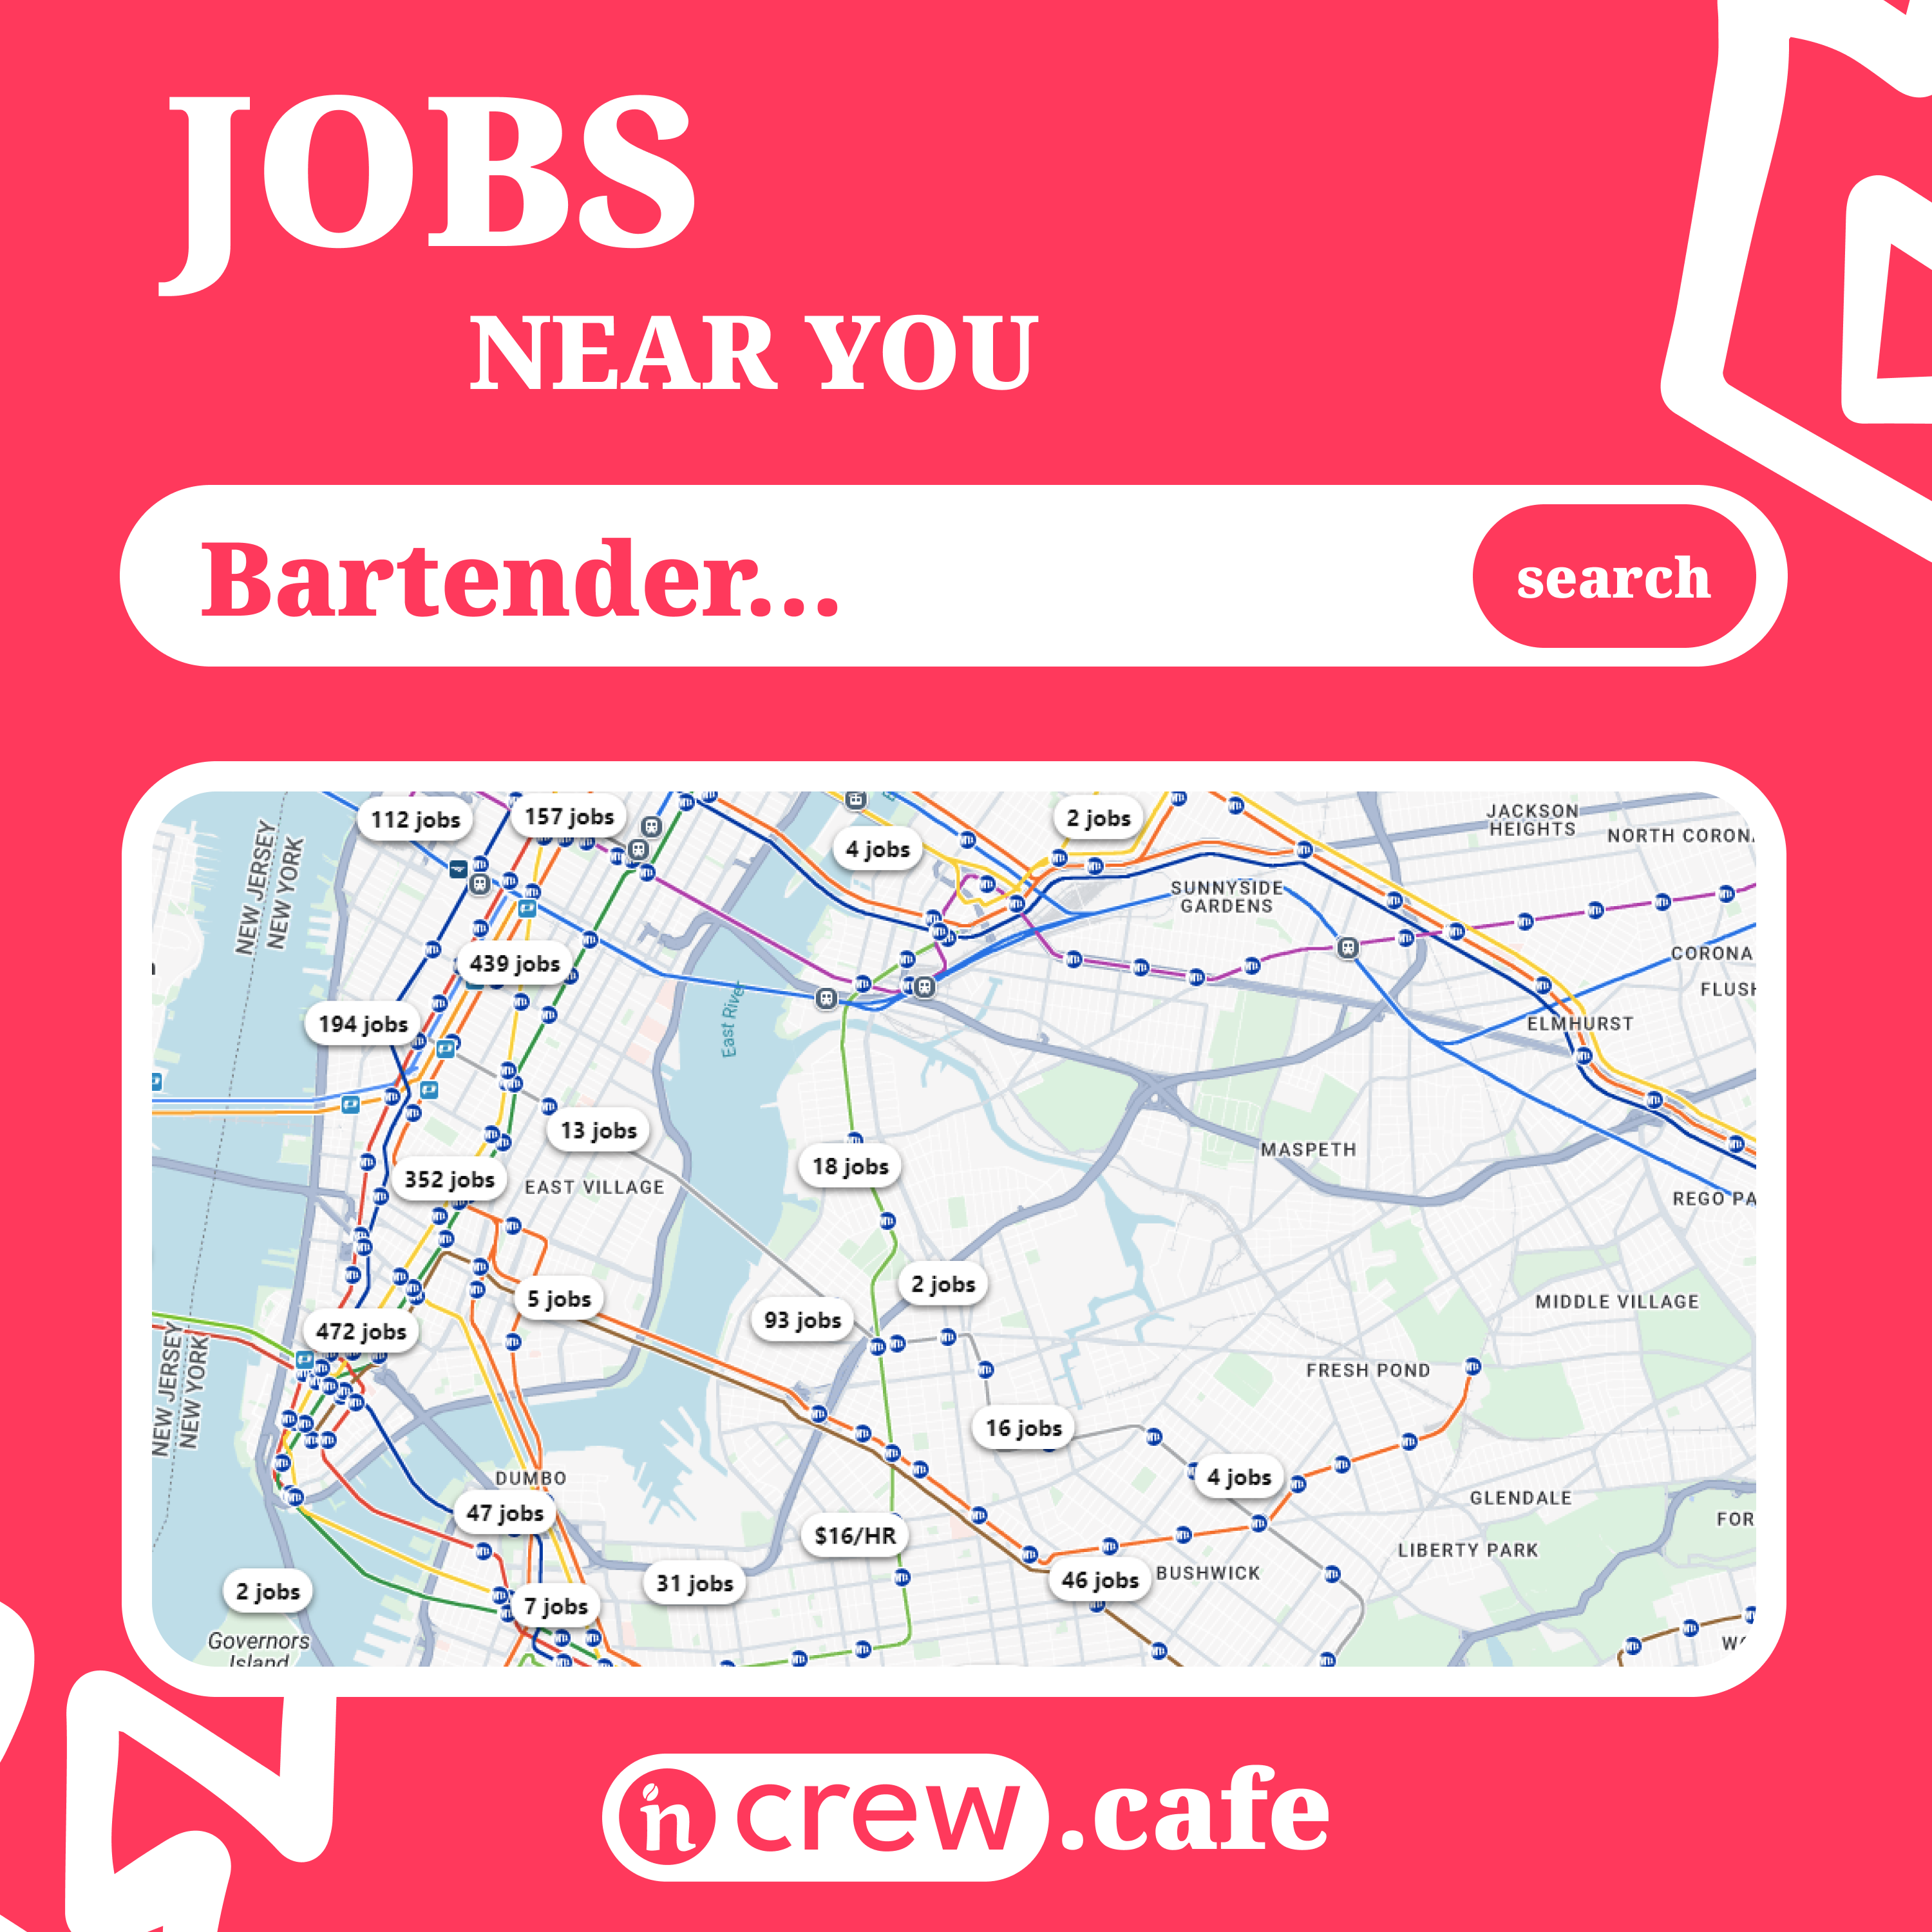 JOBS
NEAR YOU
Bartender...
search
112 jobs
157 jobs
2 jobs
4 jobs
JACKSON
HEIGHTS
NORTH CORON
NEW JERSEY
NEW YORK
SUNNYSIDE
GARDENS
439 jobs
CORONA
FLUSH
194 jobs
East River
ELMHURST
13 jobs
18 jobs
MASPETH
352 jobs
EAST VILLAGE
REGO PA
2 jobs
5 jobs
93 jobs
MIDDLE VILLAGE
472 jobs
NEW JERSEY
NEW YORK
FRESH POND
16 jobs
DUMBO
4 jobs
GLENDALE
47 jobs
FOR
$16/HR
LIBERTY PARK
31 jobs
46 jobs
BUSHWICK
2 jobs
7 jobs
Governors
Island
n crew .cafe